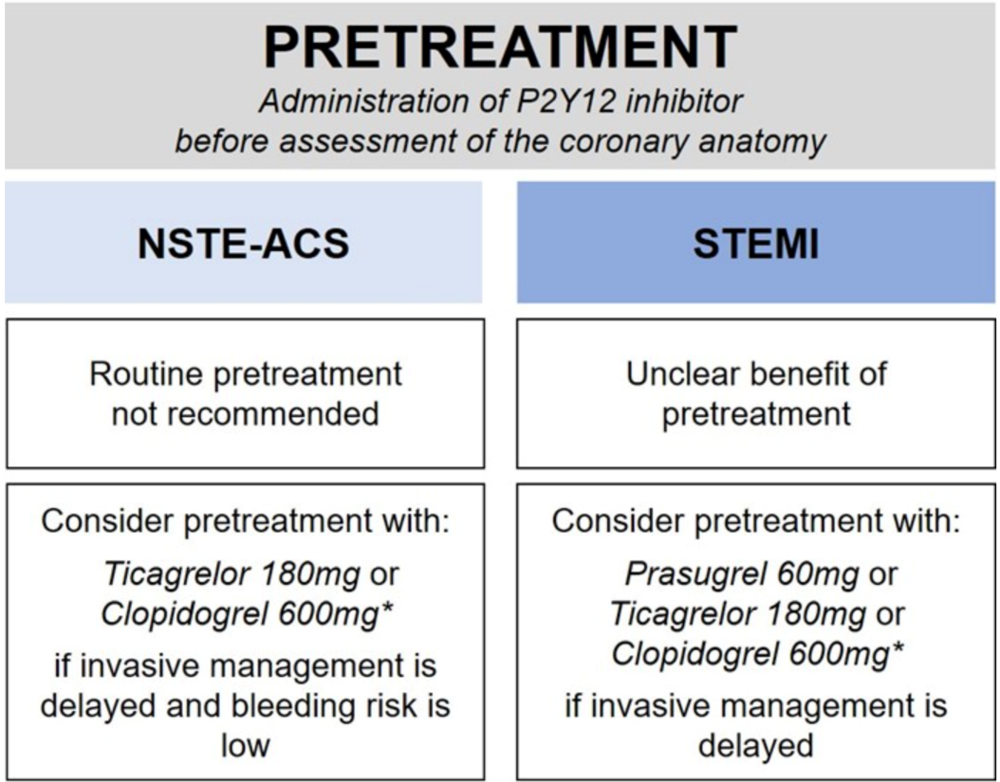 PRETREATMENT
Administration of P2Y12 inhibitor
before assessment of the coronary anatomy
NSTE-ACS
STEMI
Routine pretreatment
not recommended
Unclear benefit of
pretreatment
Consider pretreatment with:
Ticagrelor 180mg or
Clopidogrel 600mg*
if invasive management is
delayed and bleeding risk is
low
Consider pretreatment with:
Prasugrel 60mg or
Ticagrelor 180mg or
Clopidogrel 600mg*
if invasive management is
delayed